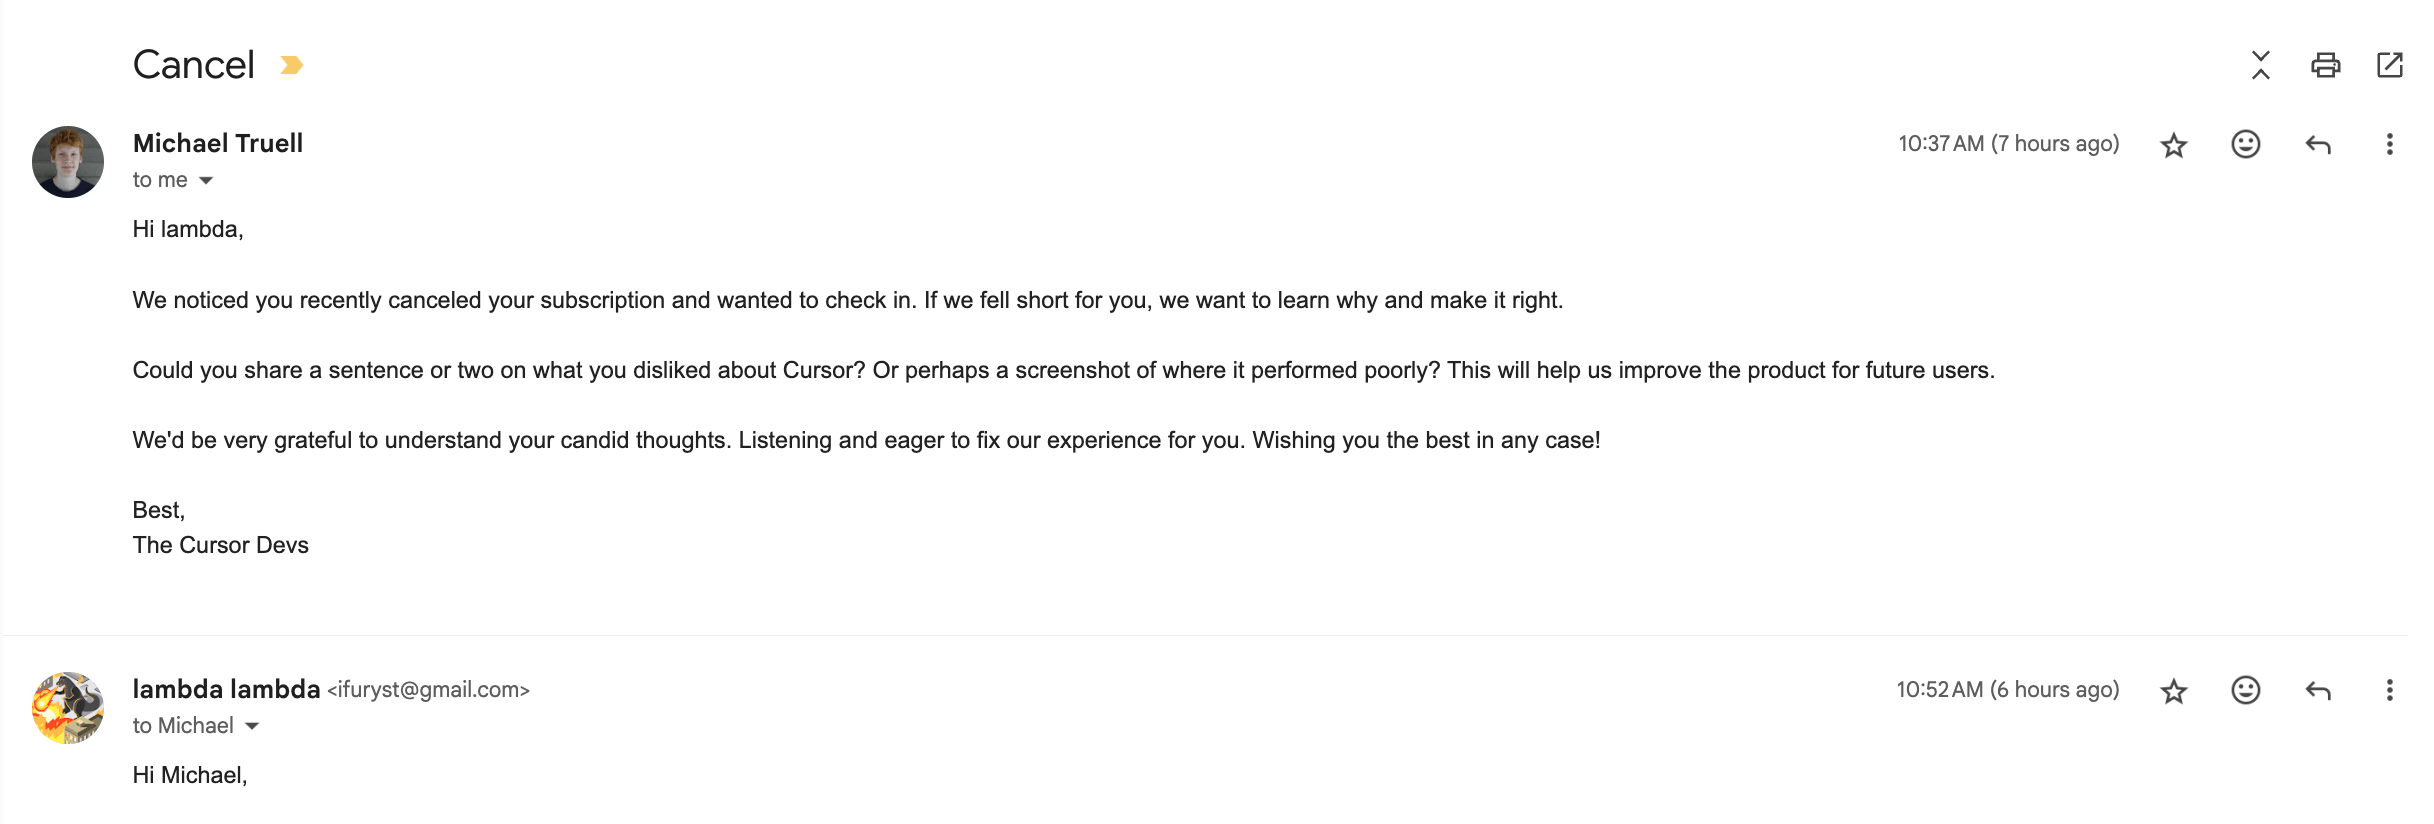 Cancel
Michael Truell
10:37 AM (7 hours ago)
to me
Hi lambda,
We noticed you recently canceled your subscription and wanted to check in. If we fell short for you, we want to learn why and make it right.
Could you share a sentence or two on what you disliked about Cursor? Or perhaps a screenshot of where it performed poorly? This will help us improve the product for future users.
We'd be very grateful to understand your candid thoughts. Listening and eager to fix our experience for you. Wishing you the best in any case!
Best,
The Cursor Devs
lambda lambda <ifuryst@gmail.com>
10:52 AM (6 hours ago)
to Michael
Hi Michael,